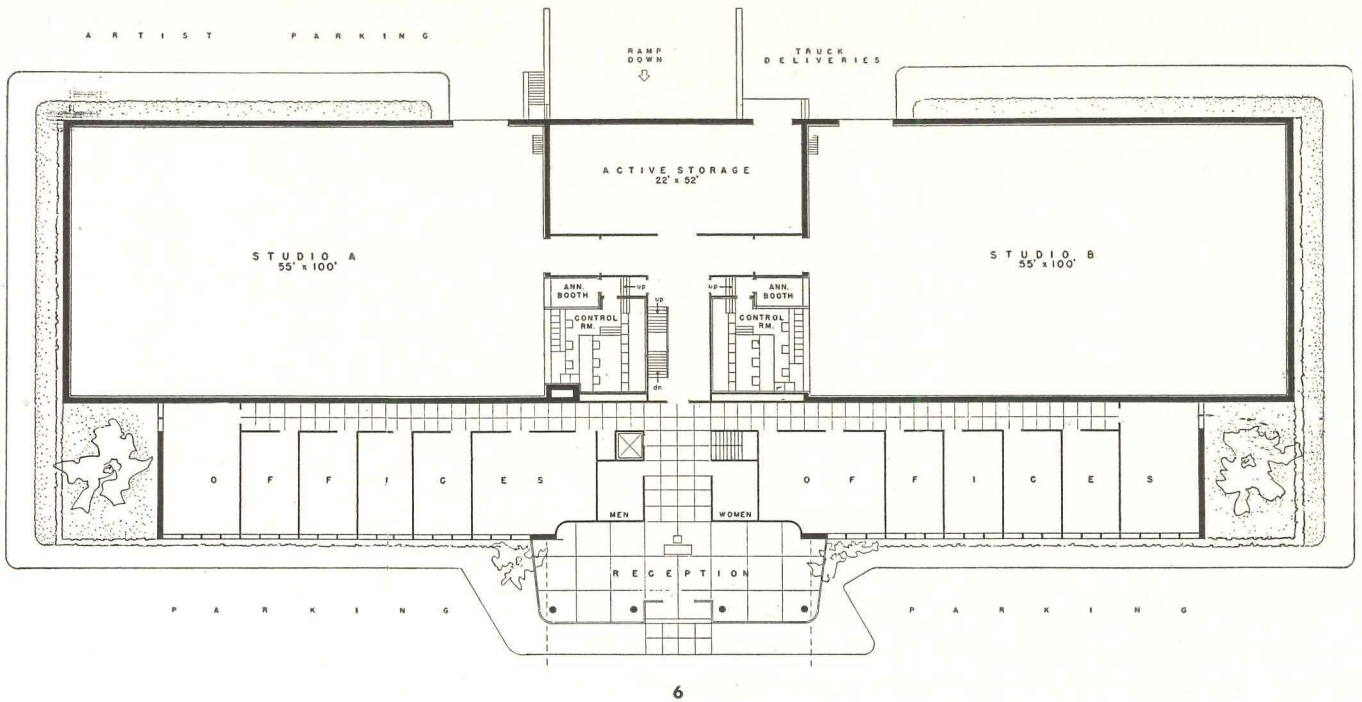 ARTIST PARKING
RAMP
DOWN
TRUCK
DELIVERIES
ACTIVE STORAGE
22' x 52'
STUDIO A
55' x 100'
STUDIO B
55' x 100'
ANN.
BOOTH
up
up
up
ANN.
BOOTH
CONTROL
RM.
CONTROL
RM.
dn
OFFICES
OFFICES
MEN
WOMEN
RECEPTION
PARKING
PARKING
6